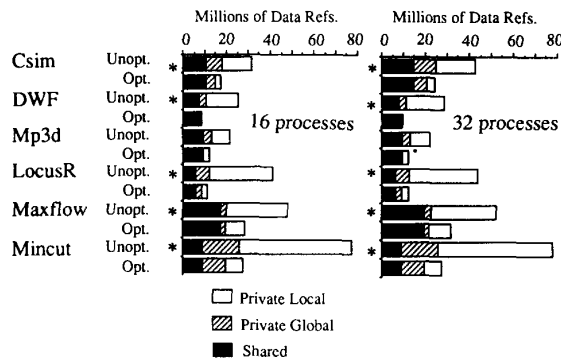 Millions of Data Refs. Millions of Data Refs.
0 20 40 60 80 0 20 40 60 80
Csim Unopt. * *
Opt.
DWF Unopt. * *
Opt. 16 processes 32 processes
Mp3d Unopt.
Opt.
LocusR Unopt. * *
Opt.
Maxflow Unopt. * *
Opt.
Mincut Unopt. * *
Opt.
Private Local
Private Global
Shared